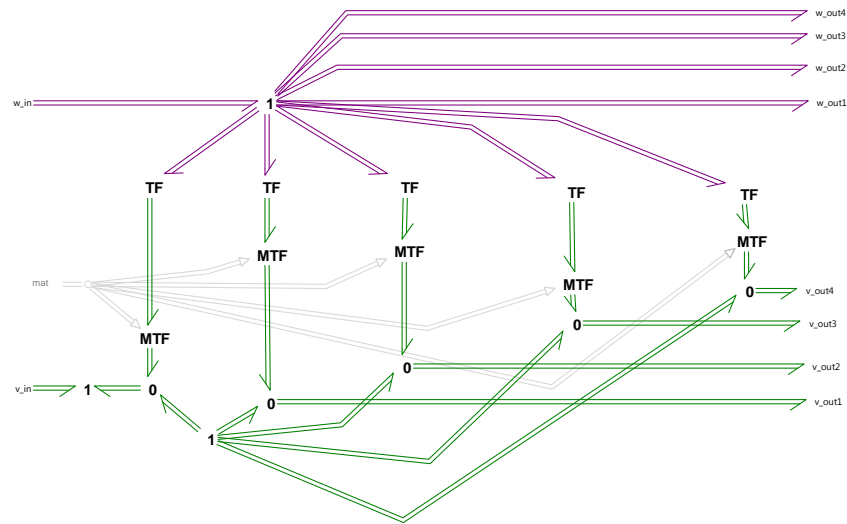 w_out4
w_out3
w_out2
w_in 1 w_out1
TF TF TF TF TF
MTF MTF MTF
mat MTF 0 v_out4
0 v_out3
MTF
0 v_out2
v_in 1 0
0 v_out1
1